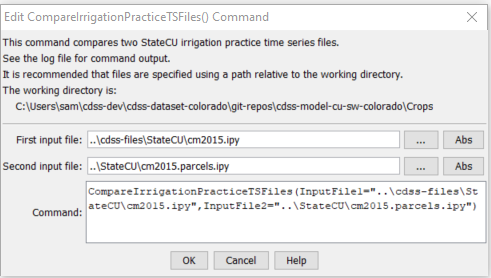 Edit CompareIrrigationPracticeTSFiles() Command
This command compares two StateCU irrigation practice time series files.
See the log file for command output.
It is recommended that files are specified using a path relative to the working directory.
The working directory is:
C:\Users\sam\cdss-dev\cdss-dataset-colorado\git-repos\cdss-model-cu-sw-colorado\Crops
First input file: ..\cdss-files\StateCU\cm2015.ipy ... Abs
Second input file: ..\StateCU\cm2015.parcels.ipy ... Abs
CompareIrrigationPracticeTSFiles(InputFile1="..\cdss-files\St
Command: ateCU\cm2015.ipy",InputFile2="..\StateCU\cm2015.parcels.ipy")
OK Cancel Help